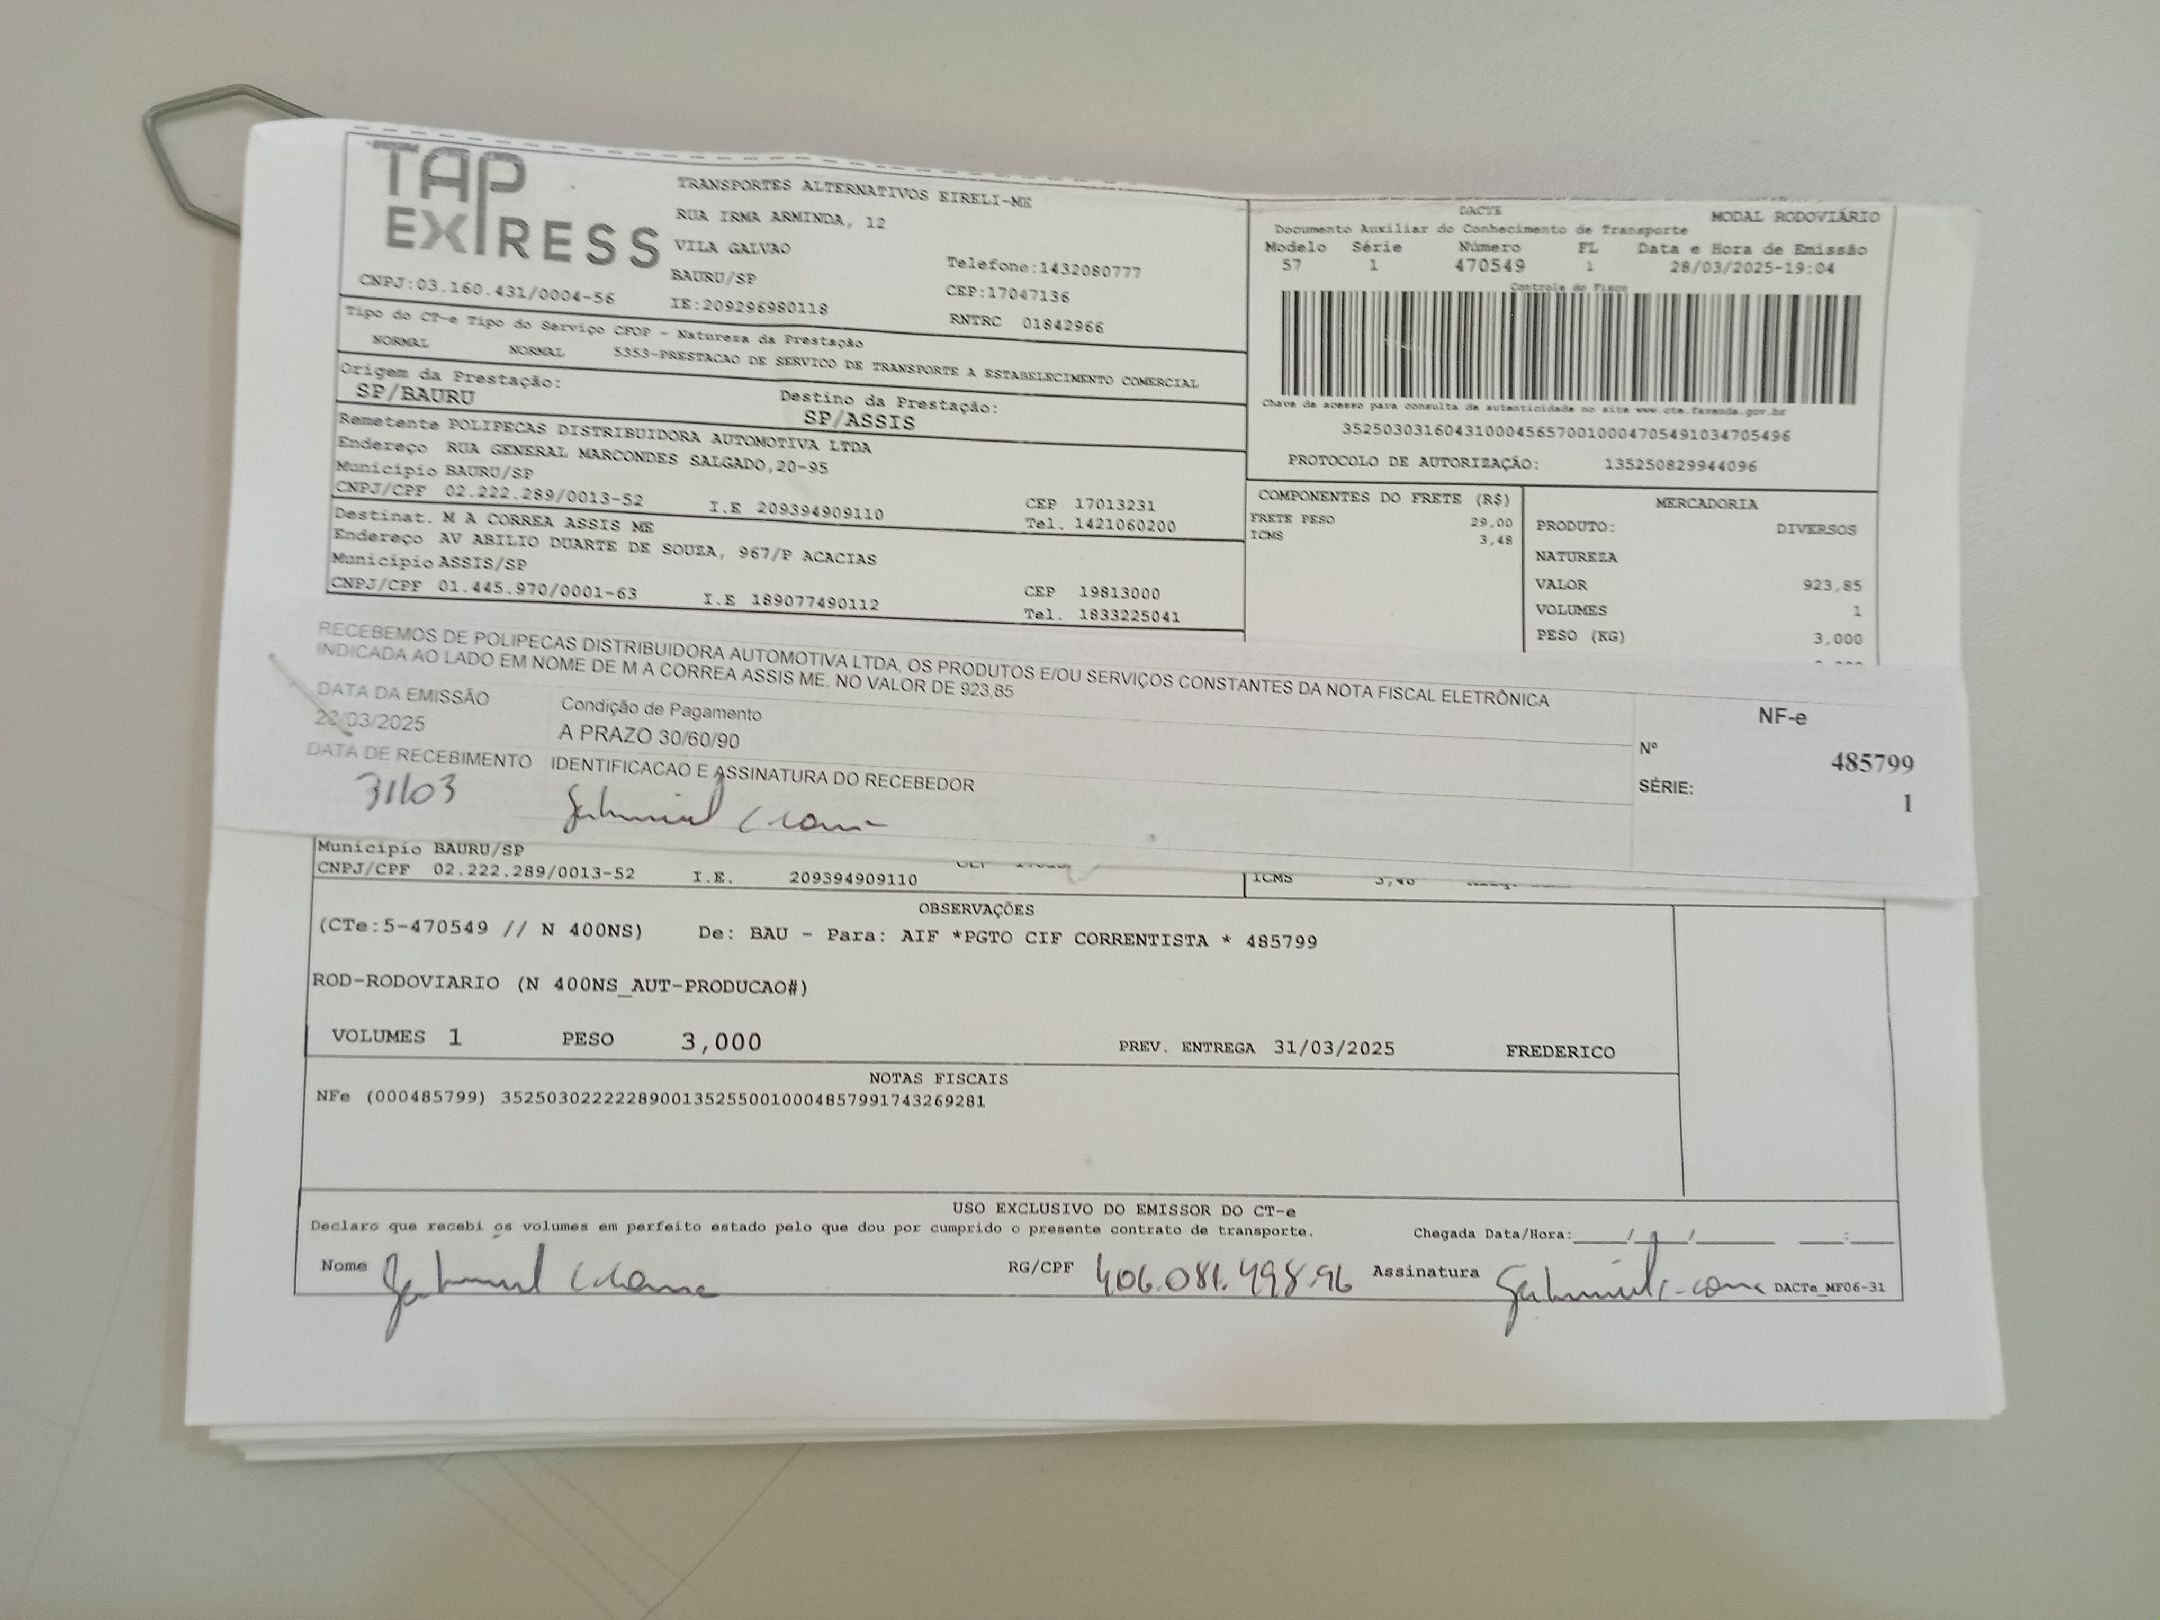 TAP EXPRESS
TRANSPORTES ALTERNATIVOS EIRELI-ME
RUA IRMA ARMINDA, 12
VILA GALVAO
BAURU/SP
Telefone:1432080777
CEP:17047136
CNPJ:03.160.431/0004-56
IE:209296980118
RNTRC 01842966
DACTE
MODAL RODOVIÁRIO
Documento Auxiliar do Conhecimento de Transporte
Modelo Série Número FL Data e Hora de Emissão
57 1 470549 1 28/03/2025-19:04
Controle do Fisco
Chave de acesso para consulta de autenticidade no site www.cte.fazenda.gov.br
35250303160431000456570010004705491034705496
PROTOCOLO DE AUTORIZAÇÃO: 135250829944096
Tipo do CT-e Tipo do Serviço CFOP - Natureza da Prestação
NORMAL NORMAL 5353-PRESTACAO DE SERVICO DE TRANSPORTE A ESTABELECIMENTO COMERCIAL
Origem da Prestação: Destino da Prestação:
SP/BAURU SP/ASSIS
Remetente POLIPECAS DISTRIBUIDORA AUTOMOTIVA LTDA
Endereço RUA GENERAL MARCONDES SALGADO,20-95
Município BAURU/SP CEP 17013231
CNPJ/CPF 02.222.289/0013-52 I.E 209394909110 Tel. 1421060200
Destinat. M A CORREA ASSIS ME
Endereço AV ABILIO DUARTE DE SOUZA, 967/P ACACIAS
Município ASSIS/SP CEP 19813000
CNPJ/CPF 01.445.970/0001-63 I.E 189077490112 Tel. 1833225041
COMPONENTES DO FRETE (R$)
FRETE PESO 29,00
ICMS 3,48
MERCADORIA
PRODUTO: DIVERSOS
NATUREZA
VALOR 923,85
VOLUMES 1
PESO (KG) 3,000
RECEBEMOS DE POLIPECAS DISTRIBUIDORA AUTOMOTIVA LTDA, OS PRODUTOS E/OU SERVIÇOS CONSTANTES DA NOTA FISCAL ELETRÔNICA
INDICADA AO LADO EM NOME DE M A CORREA ASSIS ME, NO VALOR DE 923,85
DATA DA EMISSÃO Condição de Pagamento
28/03/2025 A PRAZO 30/60/90
DATA DE RECEBIMENTO IDENTIFICACAO E ASSINATURA DO RECEBEDOR
31/03
NF-e
Nº 485799
SÉRIE: 1
Município BAURU/SP
CNPJ/CPF 02.222.289/0013-52 I.E. 209394909110
ICMS
OBSERVAÇÕES
(CTe:5-470549 // N 400NS) De: BAU - Para: AIF *PGTO CIF CORRENTISTA * 485799
ROD-RODOVIARIO (N 400NS_AUT-PRODUCAO#)
VOLUMES 1 PESO 3,000 PREV. ENTREGA 31/03/2025 FREDERICO
NOTAS FISCAIS
NFe (000485799) 35250302222289001352550010004857991743269281
USO EXCLUSIVO DO EMISSOR DO CT-e
Declaro que recebi os volumes em perfeito estado pelo que dou por cumprido o presente contrato de transporte. Chegada Data/Hora:____/____/____ ____:____
Nome RG/CPF 406.081.498.96 Assinatura DACTe_MF06-31